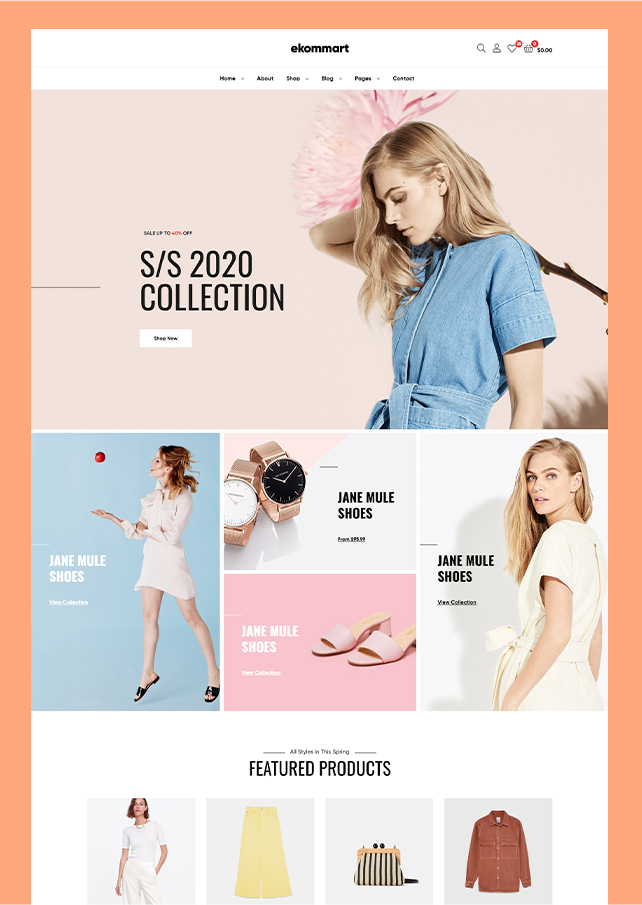 ekommart
$0.00
Home About Shop Blog Pages Contact
SALE UP TO 40% OFF
S/S 2020
COLLECTION
Shop Now
JANE MULE
SHOES
View Collection
JANE MULE
SHOES
From $95.99
JANE MULE
SHOES
View Collection
JANE MULE
SHOES
View Collection
All Styles in This Spring
FEATURED PRODUCTS